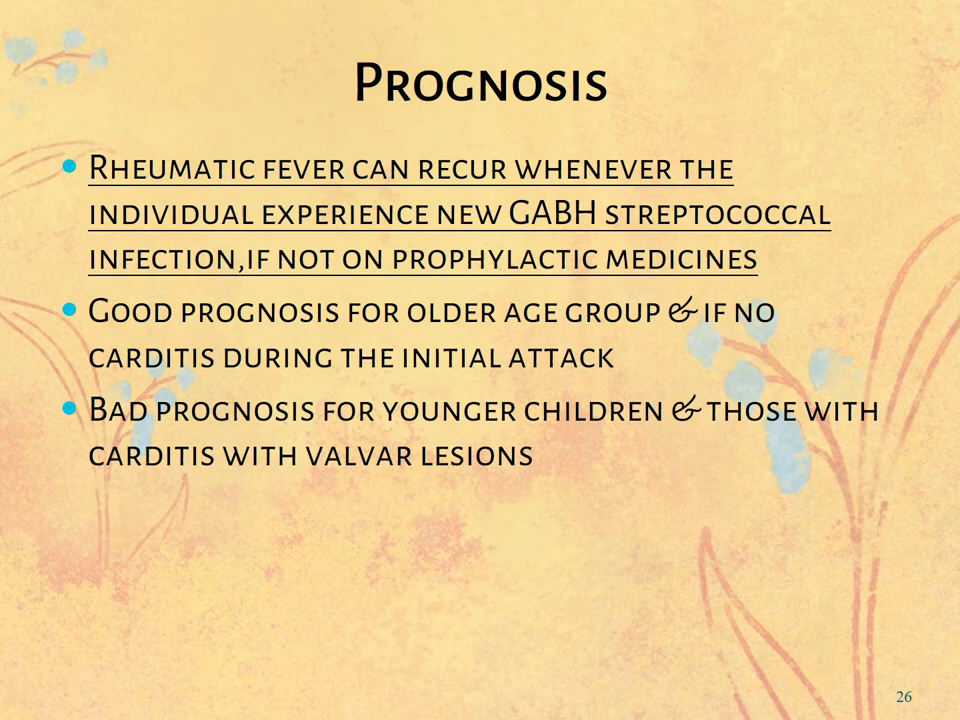 Prognosis
• Rheumatic fever can recur whenever the
individual experience new GABH streptococcal
infection,if not on prophylactic medicines
• Good prognosis for older age group & if no
carditis during the initial attack
• Bad prognosis for younger children & those with
carditis with valvar lesions
26